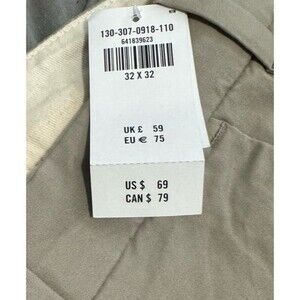 130-307-0918-110
641839623
32 X 32
UK £ 59
EU € 75
US $ 69
CAN $ 79